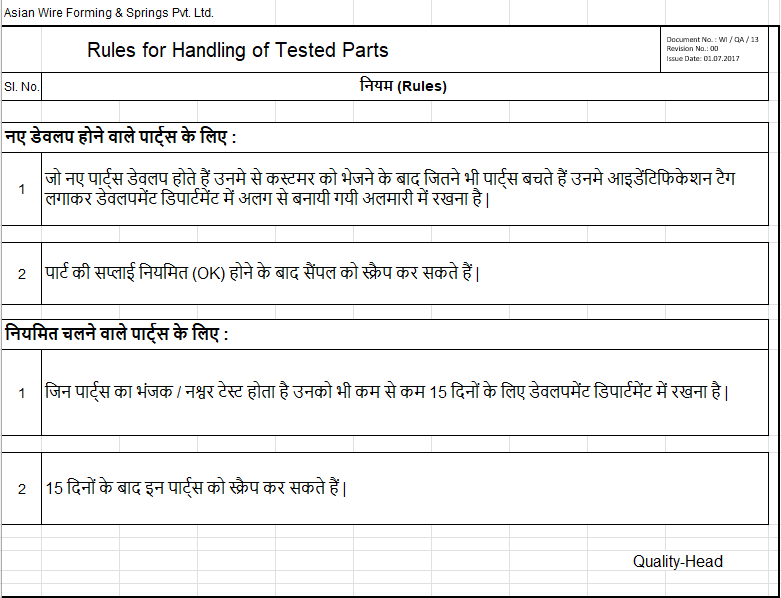 Asian Wire Forming & Springs Pvt. Ltd.
Rules for Handling of Tested Parts
Document No. : WI / QA / 13
Revision No.: 00
Issue Date: 01.07.2017
Sl. No.
नियम (Rules)
नए डेवलप होने वाले पार्ट्स के लिए :
1
जो नए पार्ट्स डेवलप होते हैं उनमे से कस्टमर को भेजने के बाद जितने भी पार्ट्स बचते हैं उनमे आइडेंटिफिकेशन टैग
लगाकर डेवलपमेंट डिपार्टमेंट में अलग से बनायी गयी अलमारी में रखना है |
2
पार्ट की सप्लाई नियमित (OK) होने के बाद सैंपल को स्क्रैप कर सकते हैं |
नियमित चलने वाले पार्ट्स के लिए :
1
जिन पार्ट्स का भंजक / नश्वर टेस्ट होता है उनको भी कम से कम 15 दिनों के लिए डेवलपमेंट डिपार्टमेंट में रखना है |
2
15 दिनों के बाद इन पार्ट्स को स्क्रैप कर सकते हैं |
Quality-Head